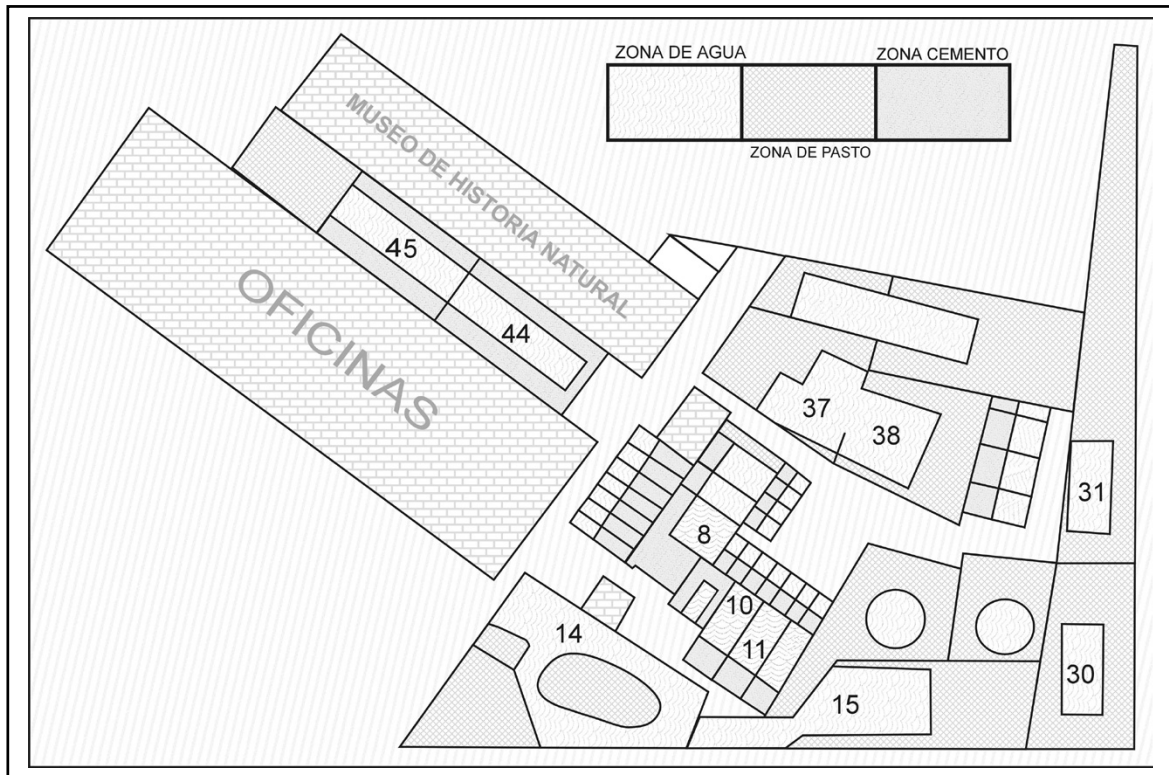 ZONA DE AGUA
ZONA CEMENTO
ZONA DE PASTO
MUSEO DE HISTORIA NATURAL
OFICINAS
45
44
37
38
31
8
10
11
14
15
30